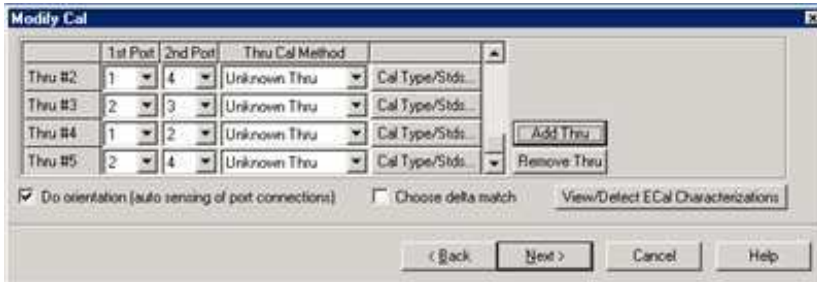 Modify Cal
1st Port 2nd Port Thru Cal Method
Thru #2 1 4 Unknown Thru Cal Type/Stds...
Thru #3 2 3 Unknown Thru Cal Type/Stds...
Thru #4 1 2 Unknown Thru Cal Type/Stds... Add Thru
Thru #5 2 4 Unknown Thru Cal Type/Stds... Remove Thru
Do orientation (auto sensing of port connections) Choose delta match View/Detect ECal Characterizations
< Back Next > Cancel Help